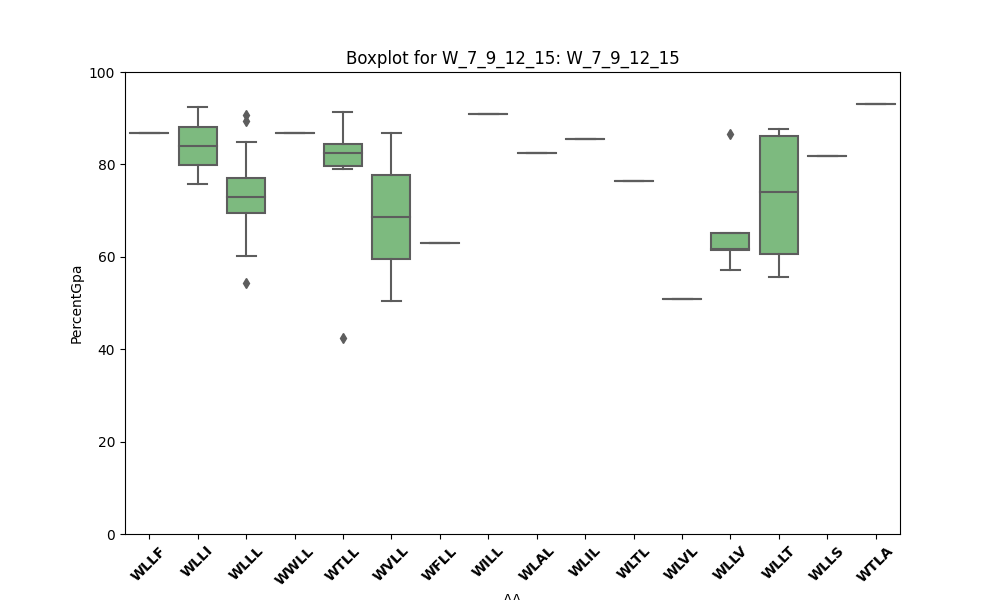 Boxplot for W_7_9_12_15: W_7_9_12_15
100
80
60
40
20
0
PercentGpa
WLLF WLLI WLLL WWLL WTLL WVLL WFLL WILL WLAL WLIL WLTL WLVL WLLV WLLT WLLS WTLA
AA